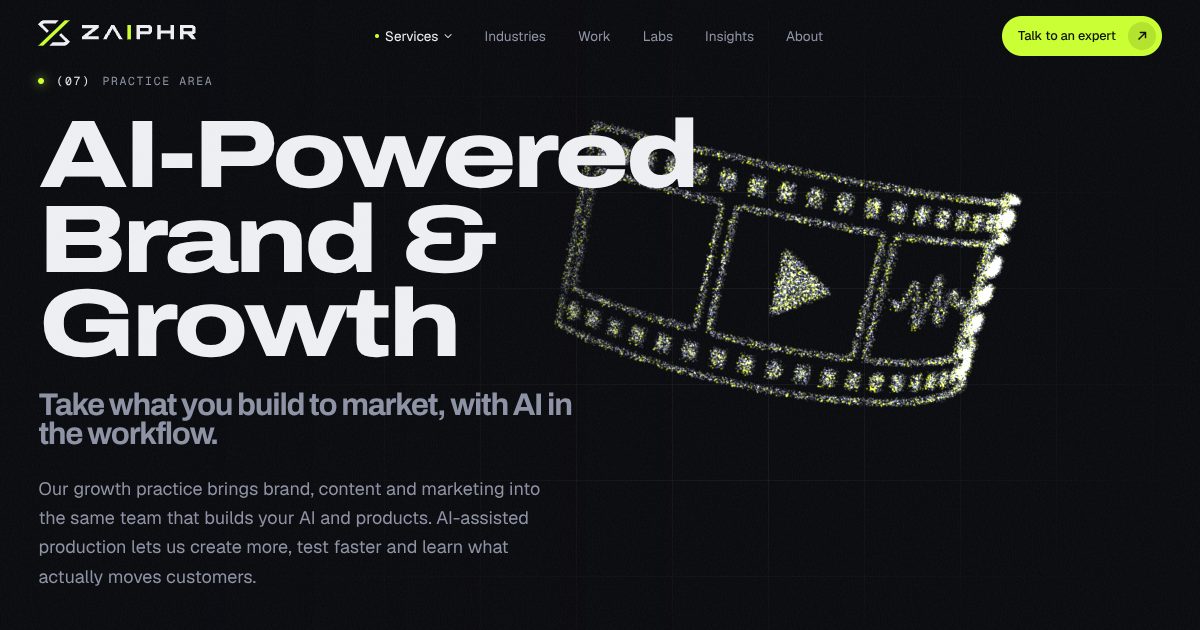 ZAIPHR
Services
Industries
Work
Labs
Insights
About
Talk to an expert
(07) PRACTICE AREA
AI-Powered
Brand &
Growth
Take what you build to market, with AI in
the workflow.
Our growth practice brings brand, content and marketing into
the same team that builds your AI and products. AI-assisted
production lets us create more, test faster and learn what
actually moves customers.